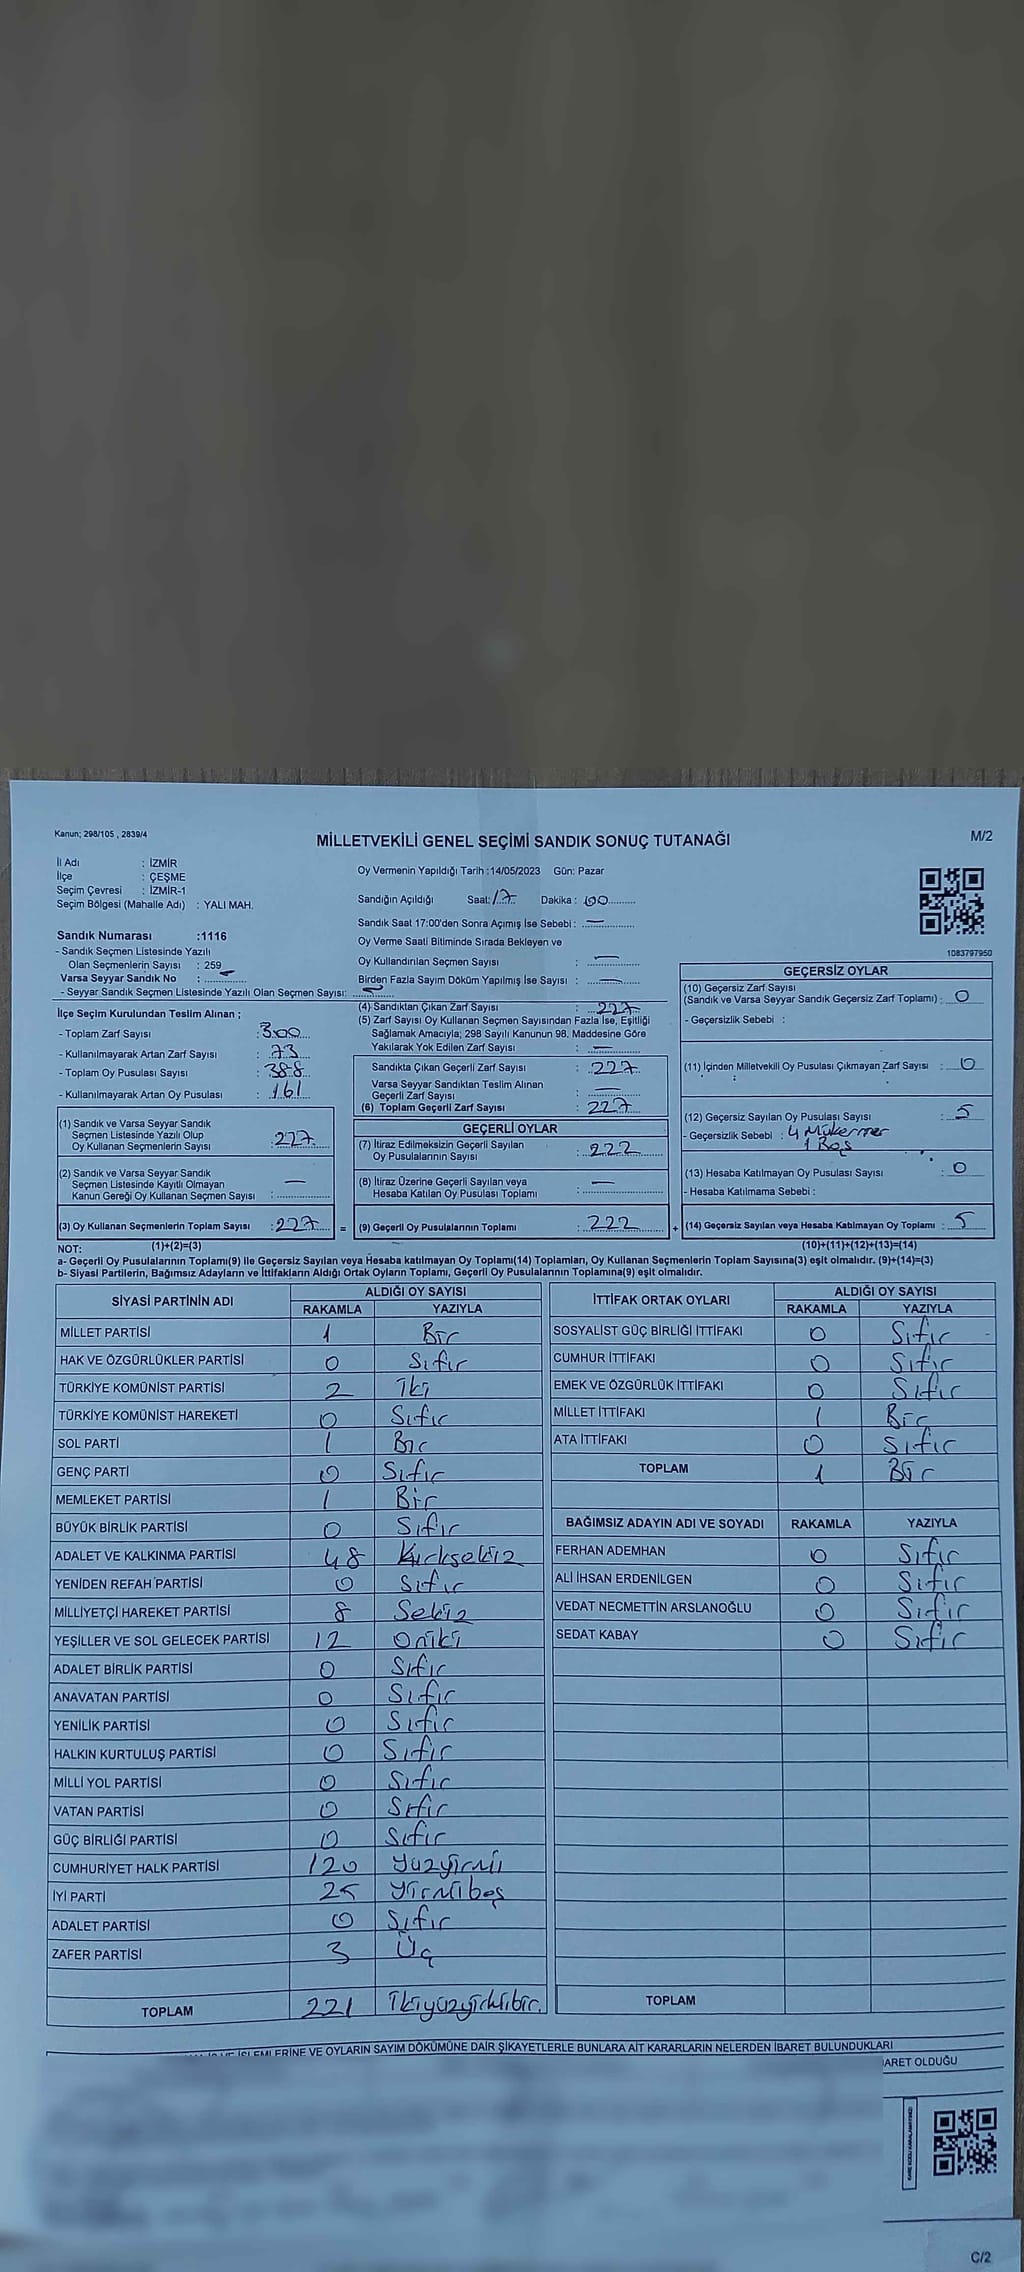 Kanun; 298/105 , 2839/4
M/2
MİLLETVEKİLİ GENEL SEÇİMİ SANDIK SONUÇ TUTANAĞI
İl Adı : İZMİR
İlçe : ÇEŞME
Seçim Çevresi : İZMİR-1
Seçim Bölgesi (Mahalle Adı) : YALI MAH.
Sandık Numarası :1116
- Sandık Seçmen Listesinde Yazılı
Olan Seçmenlerin Sayısı : 259
Varsa Seyyar Sandık No :
- Seyyar Sandık Seçmen Listesinde Yazılı Olan Seçmen Sayısı:
Oy Vermenin Yapıldığı Tarih :14/05/2023 Gün: Pazar
Sandığın Açıldığı Saat: 17 Dakika : 00
Sandık Saat 17:00'den Sonra Açımış İse Sebebi : —
Oy Verme Saati Bitiminde Sırada Bekleyen ve
Oy Kullandırılan Seçmen Sayısı : —
Birden Fazla Sayım Döküm Yapılmış İse Sayısı : —
1083797950
İlçe Seçim Kurulundan Teslim Alınan ;
- Toplam Zarf Sayısı : 300
- Kullanılmayarak Artan Zarf Sayısı : 73
- Toplam Oy Pusulası Sayısı : 388
- Kullanılmayarak Artan Oy Pusulası : 161
(1) Sandık ve Varsa Seyyar Sandık
Seçmen Listesinde Yazılı Olup
Oy Kullanan Seçmenlerin Sayısı : 227
(2) Sandık ve Varsa Seyyar Sandık
Seçmen Listesinde Kayıtlı Olmayan
Kanun Gereği Oy Kullanan Seçmen Sayısı : —
(3) Oy Kullanan Seçmenlerin Toplam Sayısı : 227 =
(1)+(2)=(3)
(4) Sandıktan Çıkan Zarf Sayısı : 227
(5) Zarf Sayısı Oy Kullanan Seçmen Sayısından Fazla İse, Eşitliği
Sağlamak Amacıyla; 298 Sayılı Kanunun 98. Maddesine Göre
Yakılarak Yok Edilen Zarf Sayısı : —
Sandıkta Çıkan Geçerli Zarf Sayısı : 227
Varsa Seyyar Sandıktan Teslim Alınan
Geçerli Zarf Sayısı : —
(6) Toplam Geçerli Zarf Sayısı : 227
GEÇERLİ OYLAR
(7) İtiraz Edilmeksizin Geçerli Sayılan
Oy Pusulalarının Sayısı : 222
(8) İtiraz Üzerine Geçerli Sayılan veya
Hesaba Katılan Oy Pusulası Toplamı : —
(9) Geçerli Oy Pusulalarının Toplamı : 222 +
GEÇERSİZ OYLAR
(10) Geçersiz Zarf Sayısı
(Sandık ve Varsa Seyyar Sandık Geçersiz Zarf Toplamı) : 0
- Geçersizlik Sebebi :
(11) İçinden Milletvekili Oy Pusulası Çıkmayan Zarf Sayısı : 0
(12) Geçersiz Sayılan Oy Pusulası Sayısı : 5
- Geçersizlik Sebebi : 4 Mükerrer
1 Boş
(13) Hesaba Katılmayan Oy Pusulası Sayısı : 0
- Hesaba Katılmama Sebebi :
(14) Geçersiz Sayılan veya Hesaba Katılmayan Oy Toplamı : 5
(10)+(11)+(12)+(13)=(14)
NOT:
a- Geçerli Oy Pusulalarının Toplamı(9) İle Geçersiz Sayılan veya Hesaba katılmayan Oy Toplamı(14) Toplamları, Oy Kullanan Seçmenlerin Toplam Sayısına(3) eşit olmalıdır. (9)+(14)=(3)
b- Siyasi Partilerin, Bağımsız Adayların ve İttifakların Aldığı Ortak Oyların Toplamı, Geçerli Oy Pusulalarının Toplamına(9) eşit olmalıdır.
SİYASİ PARTİNİN ADI ALDIĞI OY SAYISI
RAKAMLA YAZIYLA
MİLLET PARTİSİ 1 Bir
HAK VE ÖZGÜRLÜKLER PARTİSİ 0 Sıfır
TÜRKİYE KOMÜNİST PARTİSİ 2 İki
TÜRKİYE KOMÜNİST HAREKETİ 0 Sıfır
SOL PARTİ 1 Bir
GENÇ PARTİ 0 Sıfır
MEMLEKET PARTİSİ 1 Bir
BÜYÜK BİRLİK PARTİSİ 0 Sıfır
ADALET VE KALKINMA PARTİSİ 48 Kırksekiz
YENİDEN REFAH PARTİSİ 0 Sıfır
MİLLİYETÇİ HAREKET PARTİSİ 8 Sekiz
YEŞİLLER VE SOL GELECEK PARTİSİ 12 Oniki
ADALET BİRLİK PARTİSİ 0 Sıfır
ANAVATAN PARTİSİ 0 Sıfır
YENİLİK PARTİSİ 0 Sıfır
HALKIN KURTULUŞ PARTİSİ 0 Sıfır
MİLLİ YOL PARTİSİ 0 Sıfır
VATAN PARTİSİ 0 Sıfır
GÜÇ BİRLİĞİ PARTİSİ 0 Sıfır
CUMHURİYET HALK PARTİSİ 120 Yüzyirmi
İYİ PARTİ 25 Yirmibeş
ADALET PARTİSİ 0 Sıfır
ZAFER PARTİSİ 3 Üç
TOPLAM 221 İkiyüzyirmibir.
İTTİFAK ORTAK OYLARI ALDIĞI OY SAYISI
RAKAMLA YAZIYLA
SOSYALİST GÜÇ BİRLİĞİ İTTİFAKI 0 Sıfır
CUMHUR İTTİFAKI 0 Sıfır
EMEK VE ÖZGÜRLÜK İTTİFAKI 0 Sıfır
MİLLET İTTİFAKI 1 Bir
ATA İTTİFAKI 0 Sıfır
TOPLAM 1 Bir
BAĞIMSIZ ADAYIN ADI VE SOYADI RAKAMLA YAZIYLA
FERHAN ADEMHAN 0 Sıfır
ALİ İHSAN ERDENİLGEN 0 Sıfır
VEDAT NECMETTİN ARSLANOĞLU 0 Sıfır
SEDAT KABAY 0 Sıfır
TOPLAM
VE OYLARIN SAYIM DÖKÜMÜNE DAİR ŞİKAYETLERLE BUNLARA AİT KARARLARIN NELERDEN İBARET BULUNDUKLARI
OLDUĞU
C/2